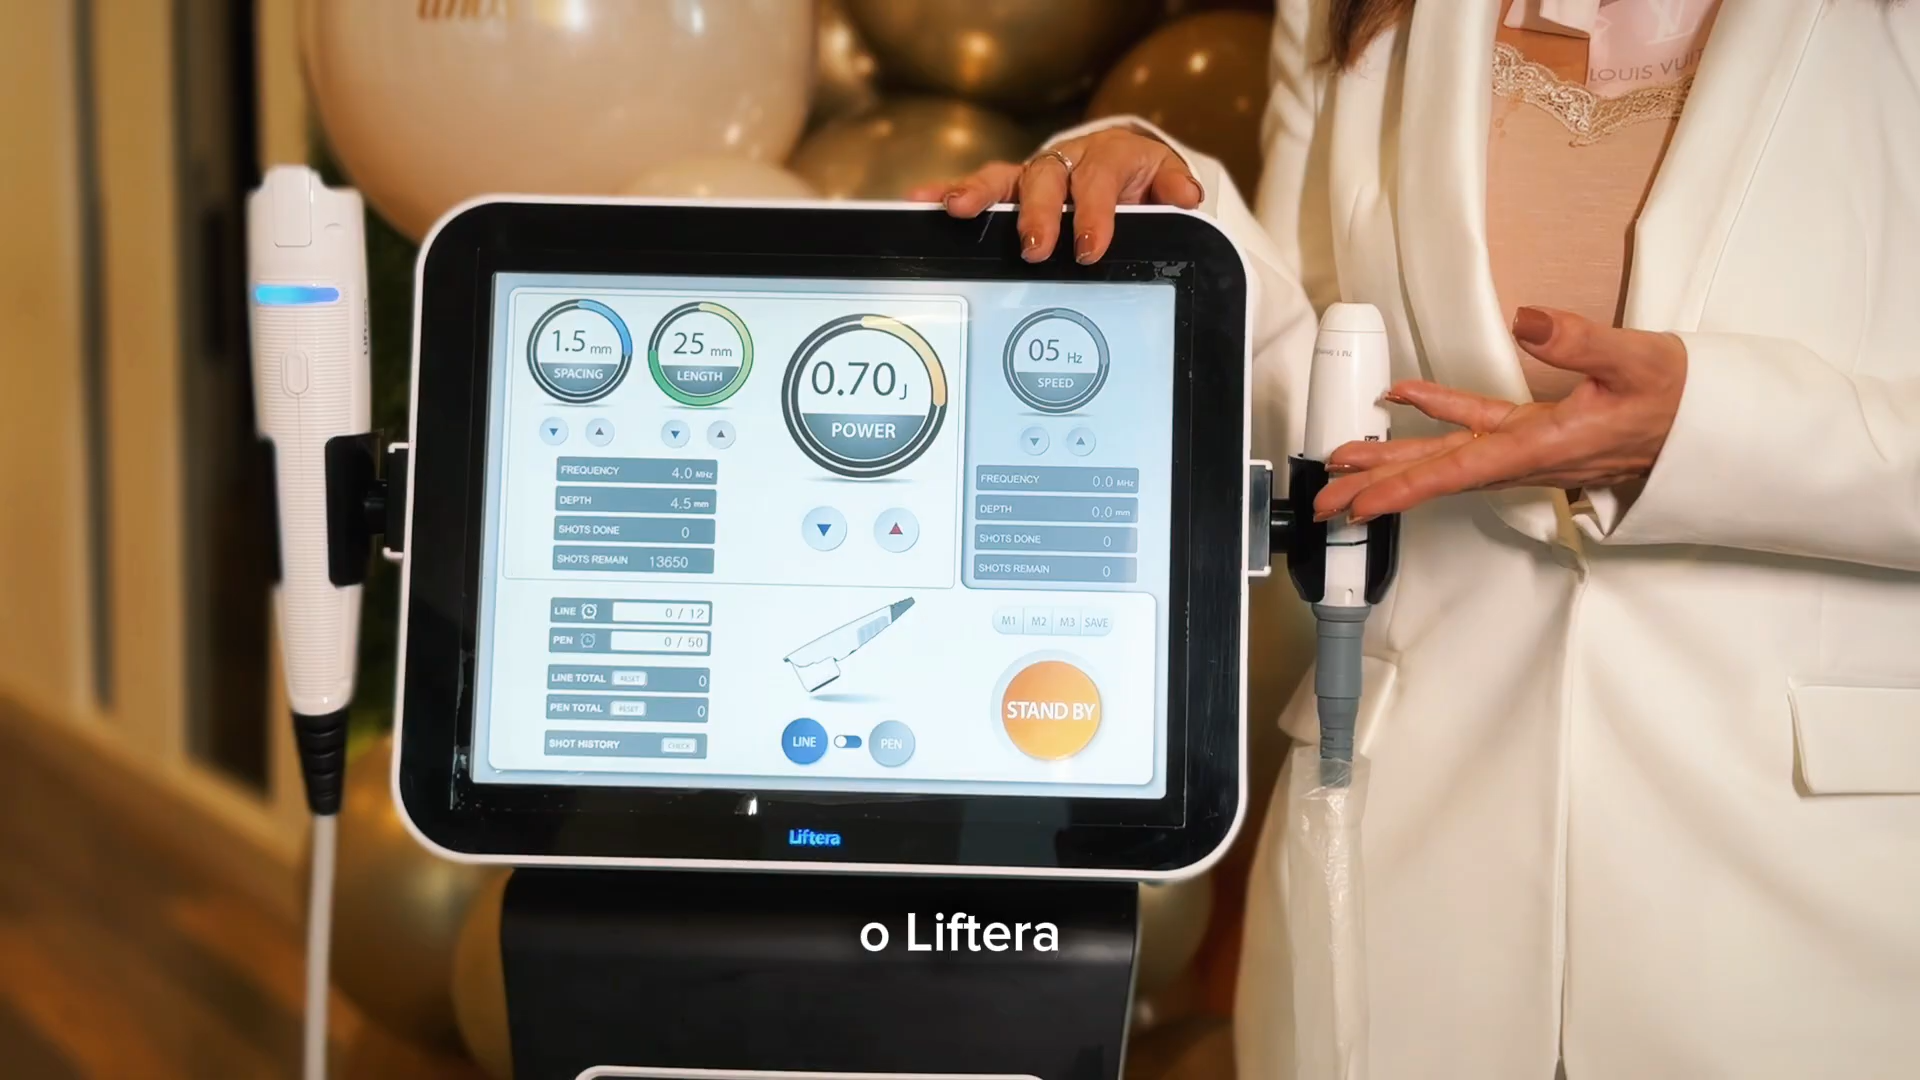 LOUIS VUIT
1.5 mm
SPACING
25 mm
LENGTH
0.70 J
POWER
05 Hz
SPEED
FREQUENCY 4.0 MHz
DEPTH 4.5 mm
SHOTS DONE 0
SHOTS REMAIN 13650
FREQUENCY 0.0 MHz
DEPTH 0.0 mm
SHOTS DONE 0
SHOTS REMAIN 0
LINE 0 / 12
PEN 0 / 50
LINE TOTAL RESET 0
PEN TOTAL RESET 0
SHOT HISTORY CHECK
LINE
PEN
M1 M2 M3 SAVE
STAND BY
Liftera
o Liftera